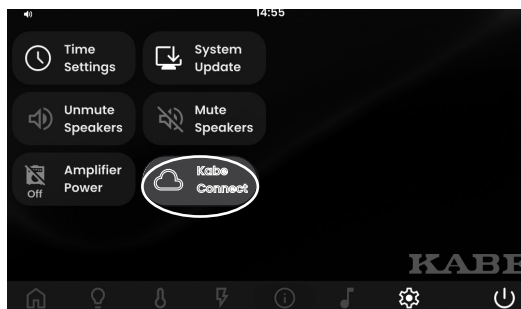 14:55
Time
Settings
System
Update
Unmute
Speakers
Mute
Speakers
Amplifier
Power
Off
Kabe
Connect
KABE